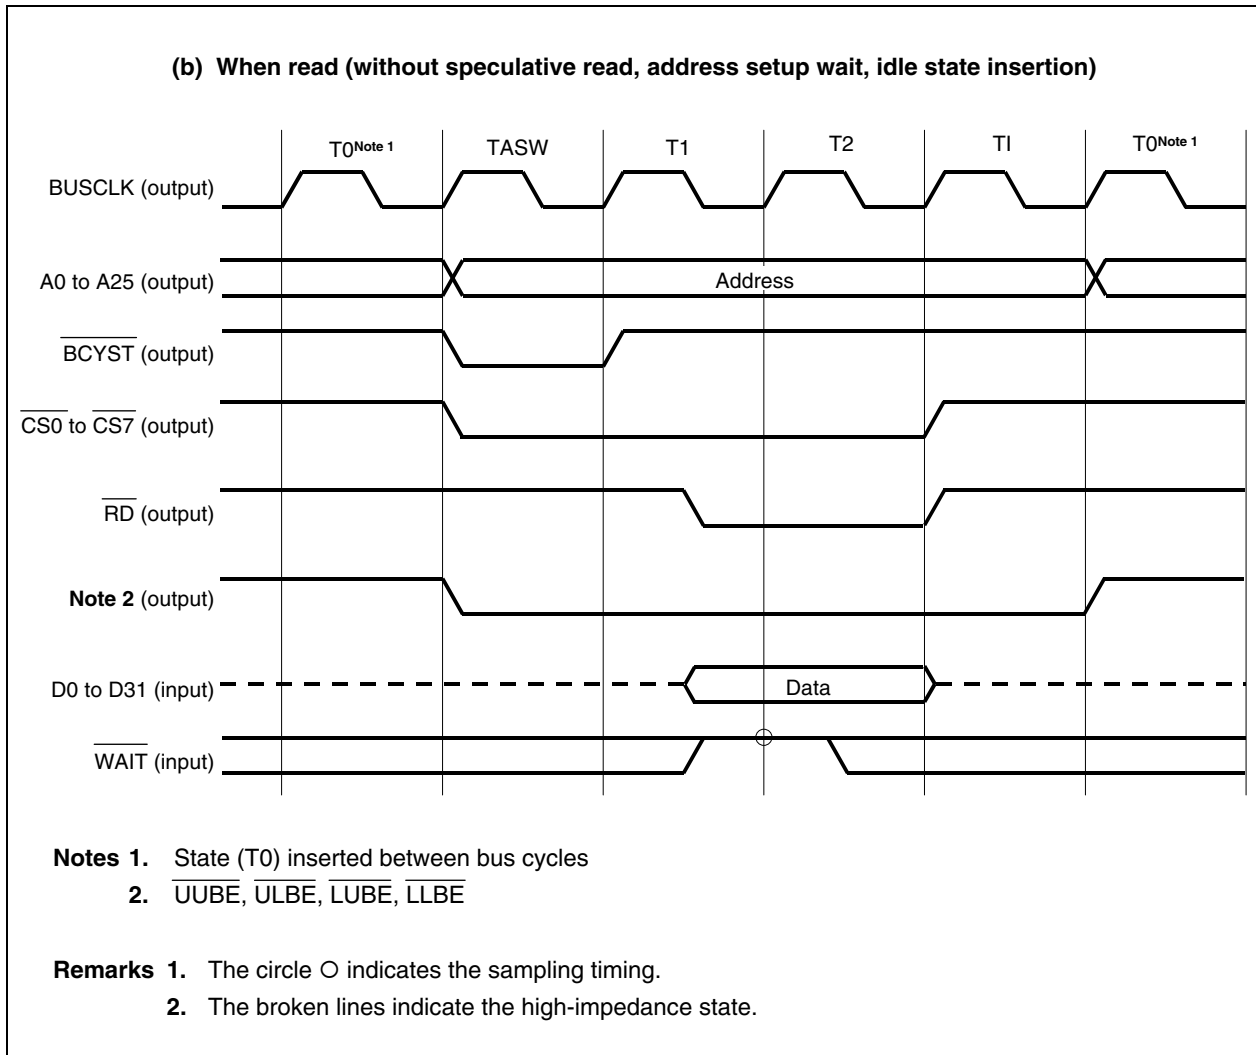 (b) When read (without speculative read, address setup wait, idle state insertion)
T0Note 1 TASW T1 T2 TI T0Note 1
BUSCLK (output)
A0 to A25 (output) Address
BCYST (output)
CS0 to CS7 (output)
RD (output)
Note 2 (output)
D0 to D31 (input) Data
WAIT (input)
Notes 1. State (T0) inserted between bus cycles
2. UUBE, ULBE, LUBE, LLBE
Remarks 1. The circle O indicates the sampling timing.
2. The broken lines indicate the high-impedance state.